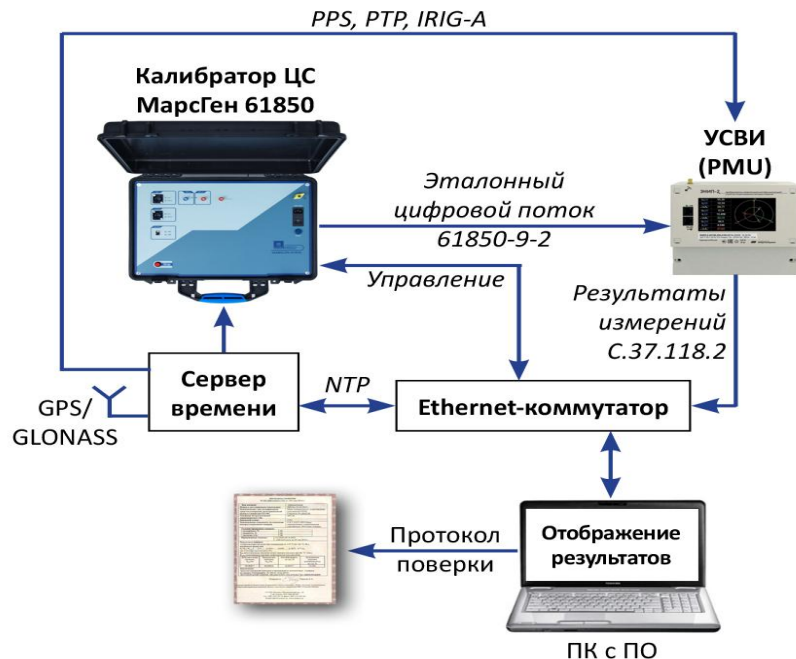 PPS, PTP, IRIG-A
Калибратор ЦС
МарсГен 61850
УСВИ
(PMU)
Эталонный
цифровой поток
61850-9-2
Управление
Результаты
измерений
C.37.118.2
Сервер
времени
NTP
Ethernet-коммутатор
GPS/
GLONASS
Протокол
поверки
Отображение
результатов
ПК с ПО